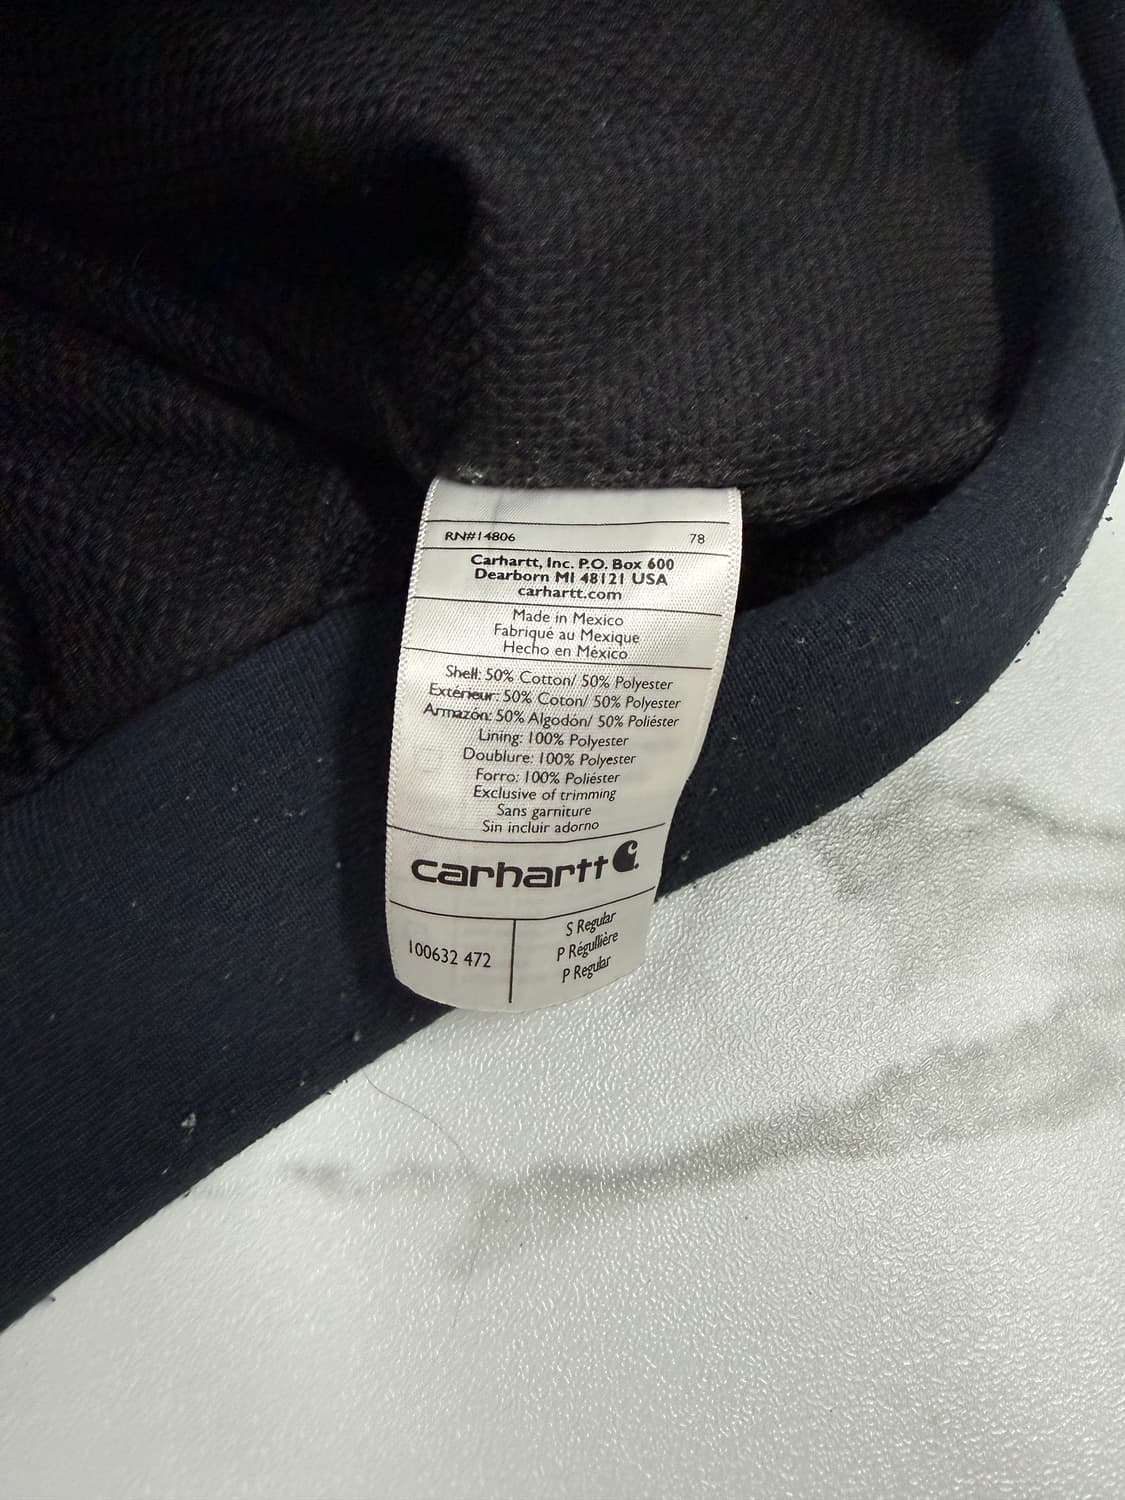 RN#14806 78
Carhartt, Inc. P.O. Box 600
Dearborn MI 48121 USA
carhartt.com
Made in Mexico
Fabriqué au Mexique
Hecho en México
Shell: 50% Cotton/ 50% Polyester
Extérieur: 50% Coton/ 50% Polyester
Armazón: 50% Algodón/ 50% Poliéster
Lining: 100% Polyester
Doublure: 100% Polyester
Forro: 100% Poliéster
Exclusive of trimming
Sans garniture
Sin incluir adorno
carhartt
100632 472
S Regular
P Régullière
P Regular